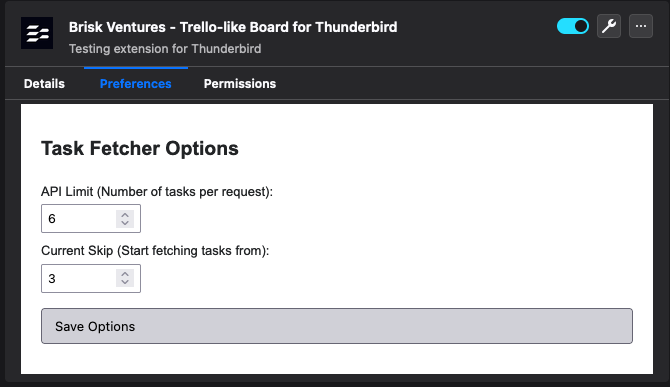 Brisk Ventures - Trello-like Board for Thunderbird
Testing extension for Thunderbird
Details Preferences Permissions
Task Fetcher Options
API Limit (Number of tasks per request):
6
Current Skip (Start fetching tasks from):
3
Save Options